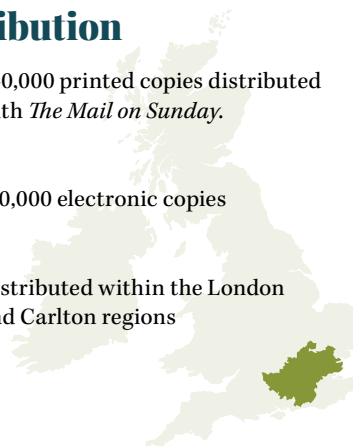 ibution
0,000 printed copies distributed
th The Mail on Sunday.
0,000 electronic copies
stributed within the London
nd Carlton regions